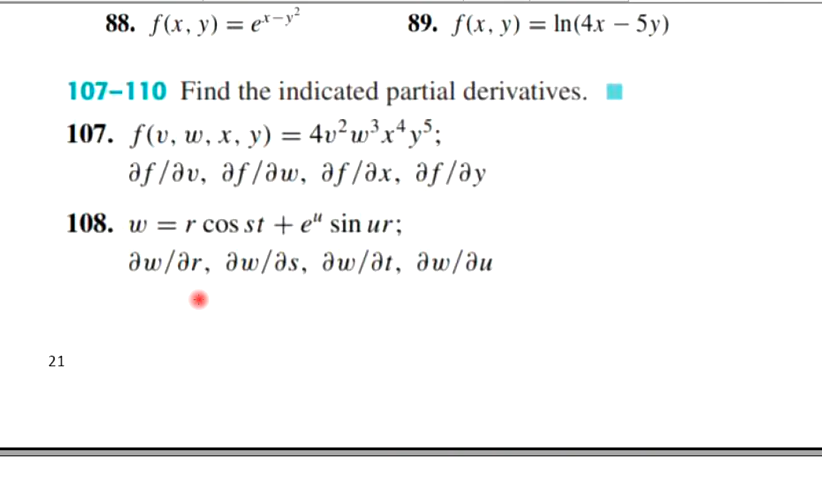 88. f(x, y) = e^{x−y²}
89. f(x, y) = ln(4x − 5y)
107–110 Find the indicated partial derivatives.
107. f(v, w, x, y) = 4v²w³x⁴y⁵;
∂f/∂v, ∂f/∂w, ∂f/∂x, ∂f/∂y
108. w = r cos st + eᵘ sin ur;
∂w/∂r, ∂w/∂s, ∂w/∂t, ∂w/∂u
21